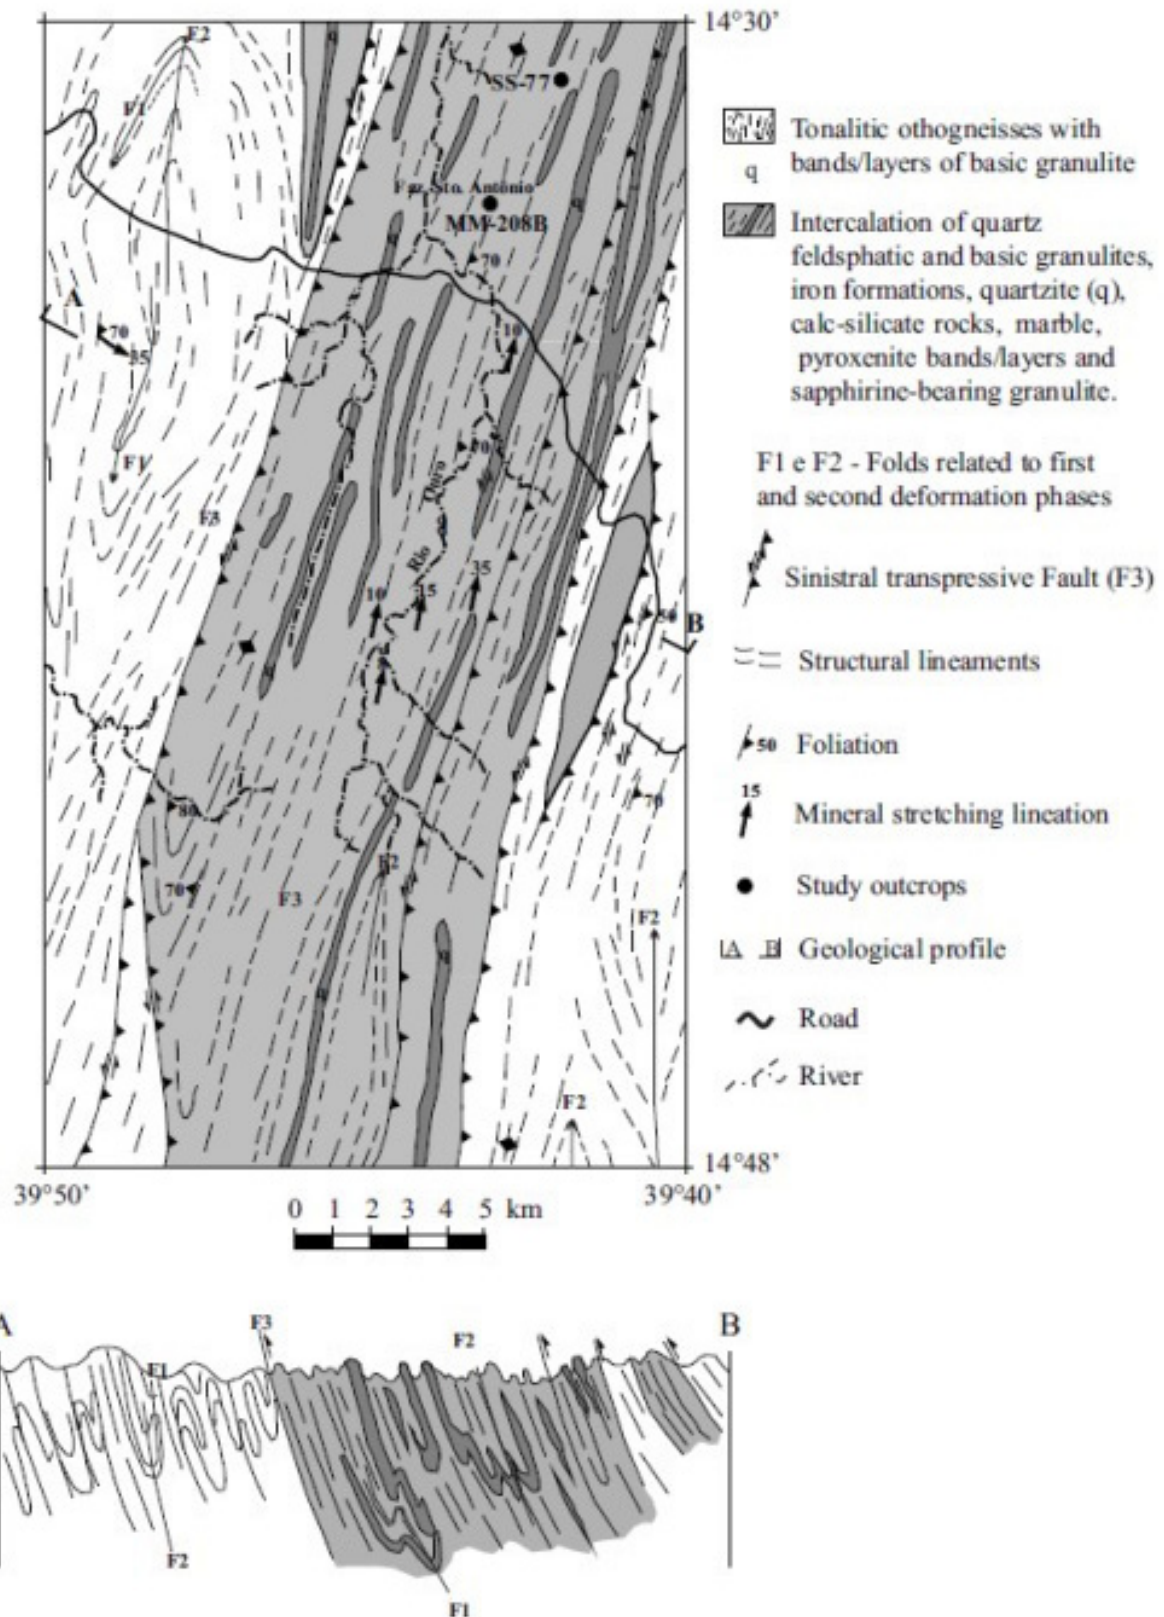 14°30’
F2
q
SS-77
F1
Faz. Sto. Antônio
MM-208B
q
q
70
A
70
35
10
F1
70
Rio Ouro
F3
35
10
15
50
B
q
70
80
F2
70
F3
F2
q
q
F2
14°48’
39°50’
39°40’
0 1 2 3 4 5 km
Tonalitic othogneisses with
bands/layers of basic granulite
q
Intercalation of quartz
feldsphatic and basic granulites,
iron formations, quartzite (q),
calc-silicate rocks, marble,
pyroxenite bands/layers and
sapphirine-bearing granulite.
F1 e F2 - Folds related to first
and second deformation phases
Sinistral transpressive Fault (F3)
Structural lineaments
50 Foliation
15
Mineral stretching lineation
Study outcrops
A B Geological profile
Road
River
A
F3
F2
B
F1
F2
F1